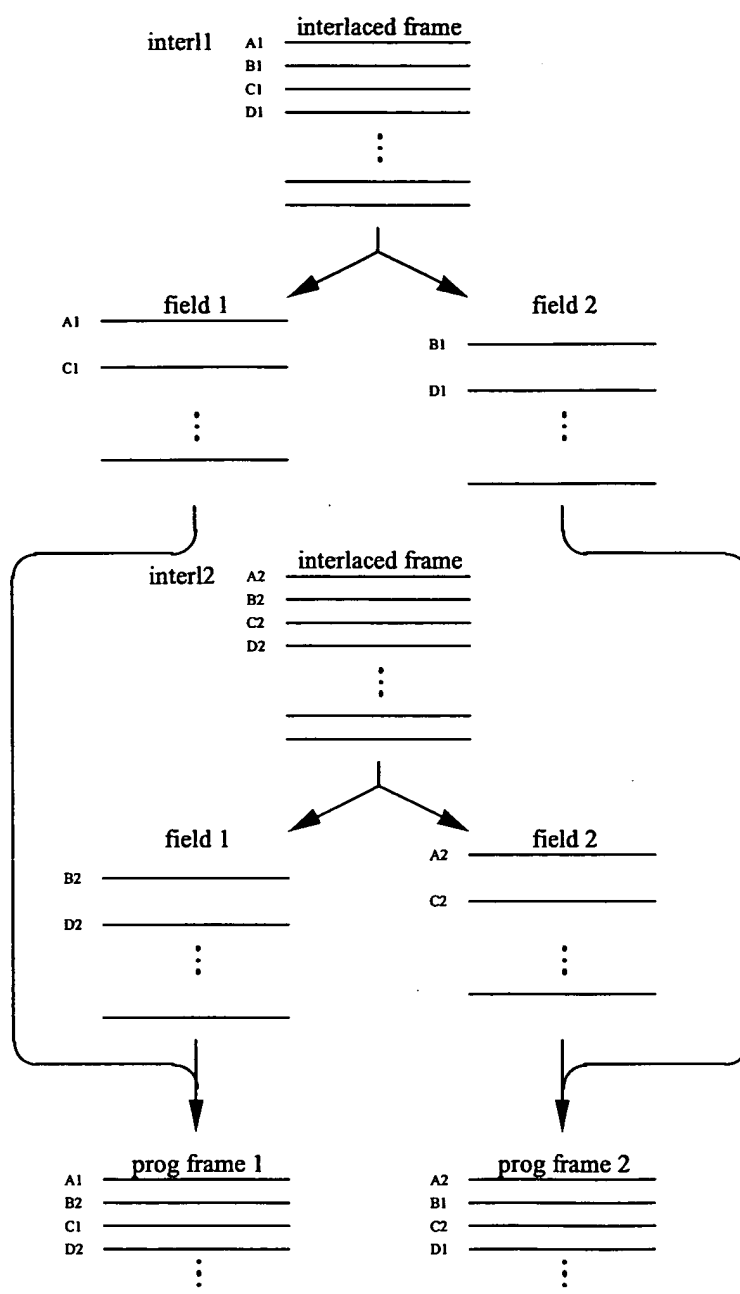 interlaced frame
interl1
A1
B1
C1
D1
field 1
field 2
A1
B1
C1
D1
interlaced frame
interl2
A2
B2
C2
D2
field 1
field 2
A2
B2
C2
D2
prog frame 1
prog frame 2
A1
A2
B2
B1
C1
C2
D2
D1